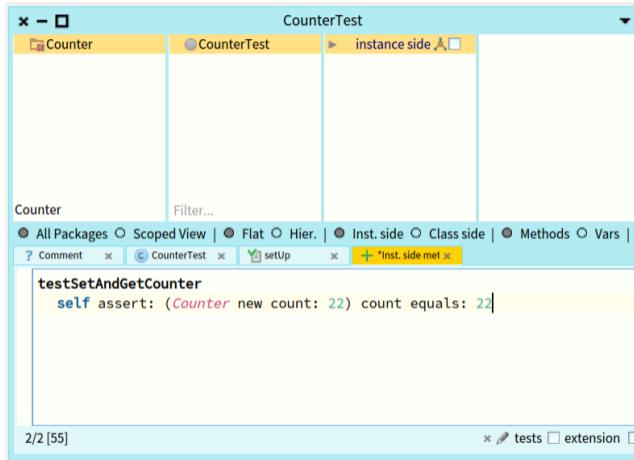 CounterTest
Counter
CounterTest
instance side
Counter
Filter...
All Packages Scoped View | Flat Hier. | Inst. side Class side | Methods Vars |
? Comment × C CounterTest × setUp × + *Inst. side met ×
testSetAndGetCounter
self assert: (Counter new count: 22) count equals: 22
2/2 [55] × tests extension